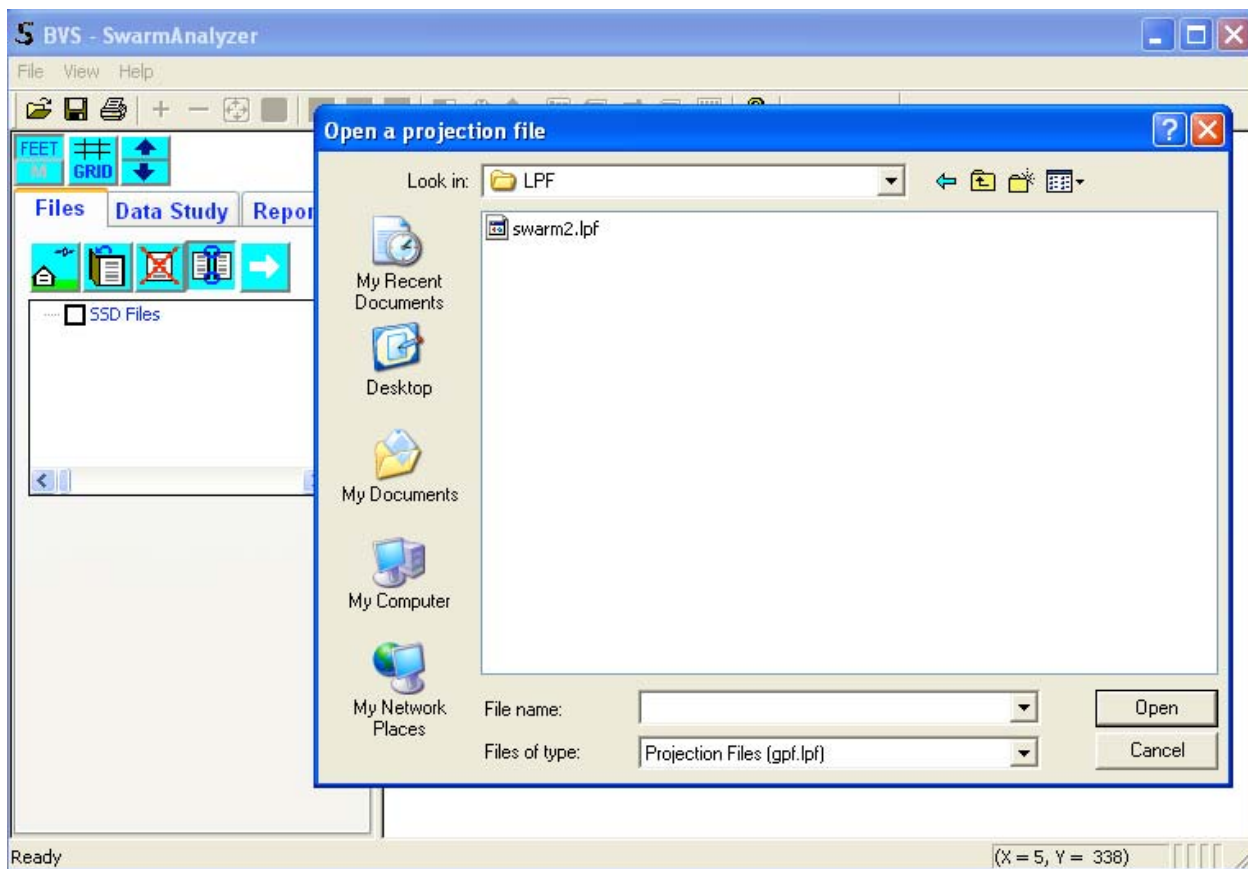 BVS - SwarmAnalyzer
File View Help
Open a projection file
FEET
M
GRID
Look in:
LPF
Files
Data Study
Repor
swarm2.lpf
My Recent
Documents
SSD Files
Desktop
My Documents
My Computer
My Network
Places
File name:
Open
Files of type:
Projection Files (gpf.lpf)
Cancel
Ready
(X = 5, Y = 338)